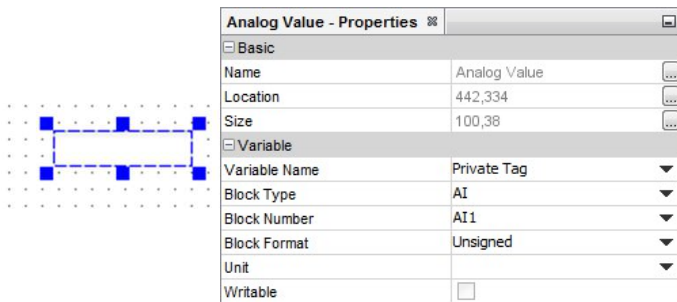 Analog Value - Properties
Basic
Name Analog Value ...
Location 442,334 ...
Size 100,38 ...
Variable
Variable Name Private Tag
Block Type AI
Block Number AI1
Block Format Unsigned
Unit
Writable